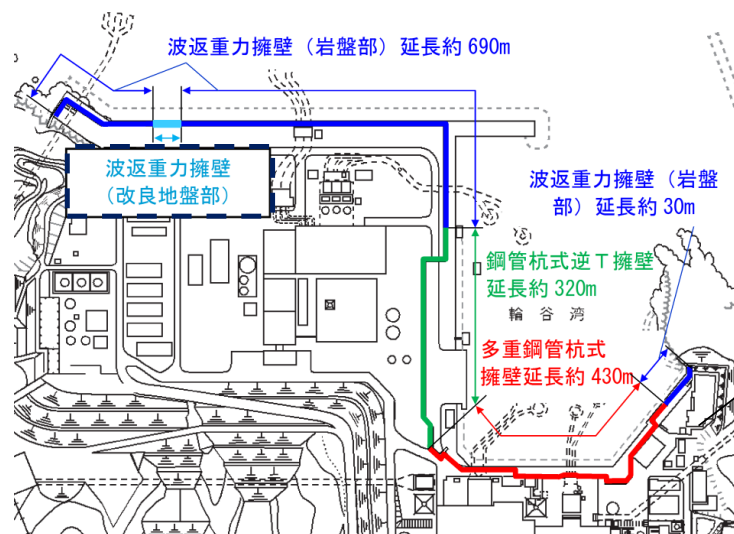 波返重力擁壁（岩盤部）延長約 690m
波返重力擁壁
（改良地盤部）
波返重力擁壁（岩盤
部）延長約 30m
鋼管杭式逆Ｔ擁壁
延長約 320m
輪谷湾
多重鋼管杭式
擁壁延長約 430m